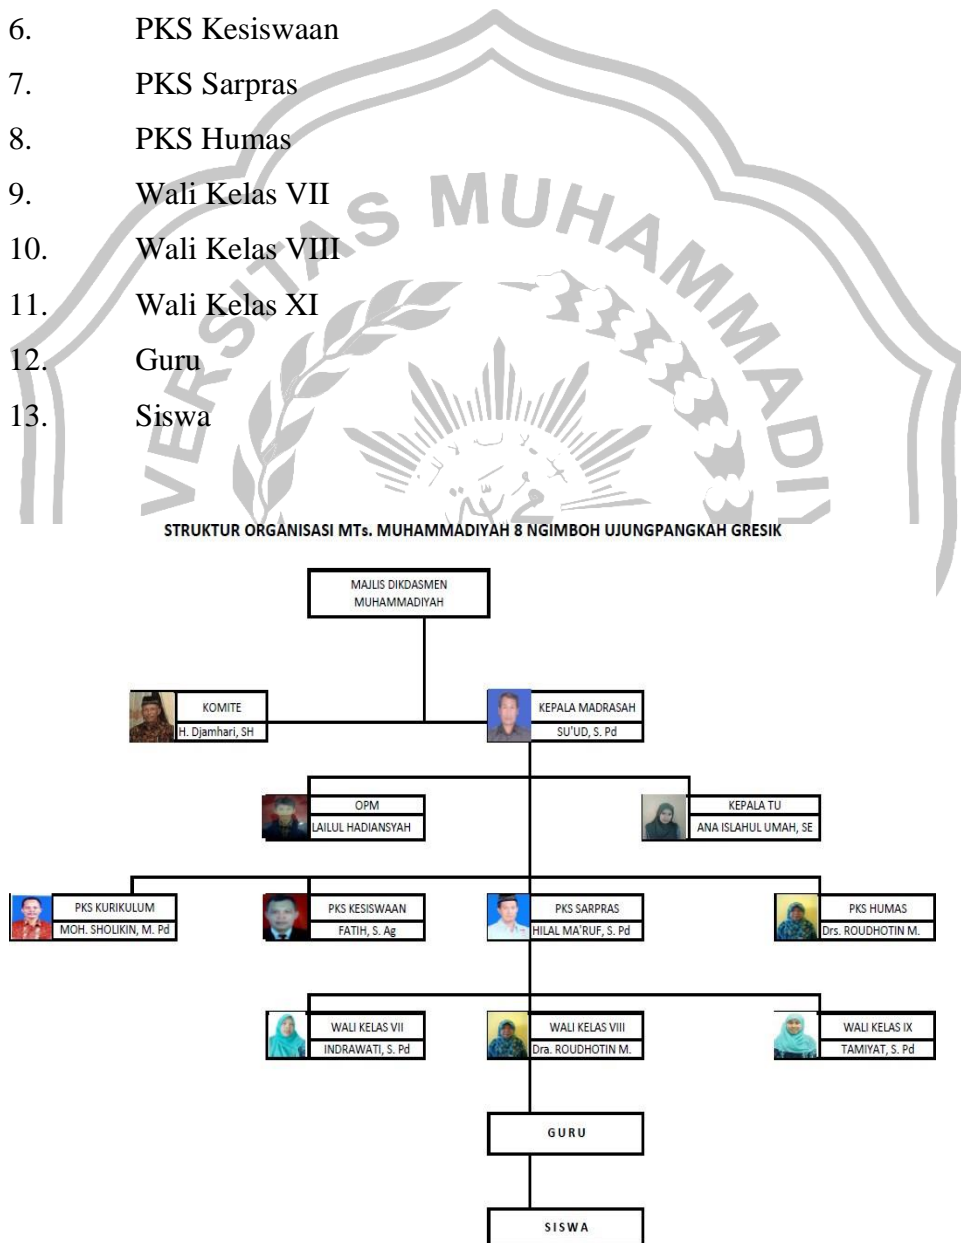 6. PKS Kesiswaan
7. PKS Sarpras
8. PKS Humas
9. Wali Kelas VII
10. Wali Kelas VIII
11. Wali Kelas XI
12. Guru
13. Siswa
VERSITAS MUHAMMADIY
STRUKTUR ORGANISASI MTs. MUHAMMADIYAH 8 NGIMBOH UJUNGPANGKAH GRESIK
MAJLIS DIKDASMEN
MUHAMMADIYAH
KOMITE
H. Djamhari, SH
KEPALA MADRASAH
SU'UD, S. Pd
OPM
LAILUL HADIANSYAH
KEPALA TU
ANA ISLAHUL UMAH, SE
PKS KURIKULUM
MOH. SHOLIKIN, M. Pd
PKS KESISWAAN
FATIH, S. Ag
PKS SARPRAS
HILAL MA'RUF, S. Pd
PKS HUMAS
Drs. ROUDHOTIN M.
WALI KELAS VII
INDRAWATI, S. Pd
WALI KELAS VIII
Dra. ROUDHOTIN M.
WALI KELAS IX
TAMIYAT, S. Pd
GURU
SISWA